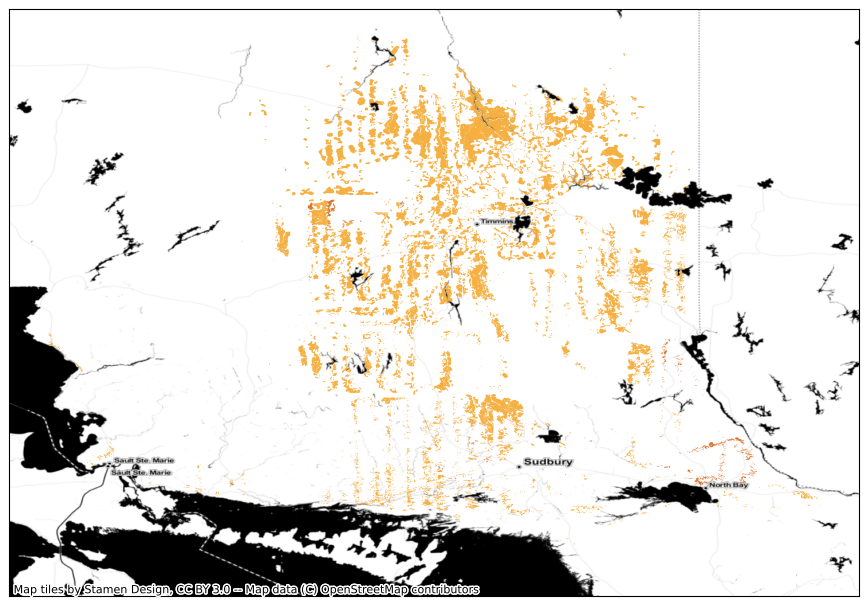 Timmins
Sault Ste. Marie
Sault Ste. Marie
Sudbury
North Bay
Map tiles by Stamen Design, CC BY 3.0 -- Map data (C) OpenStreetMap contributors